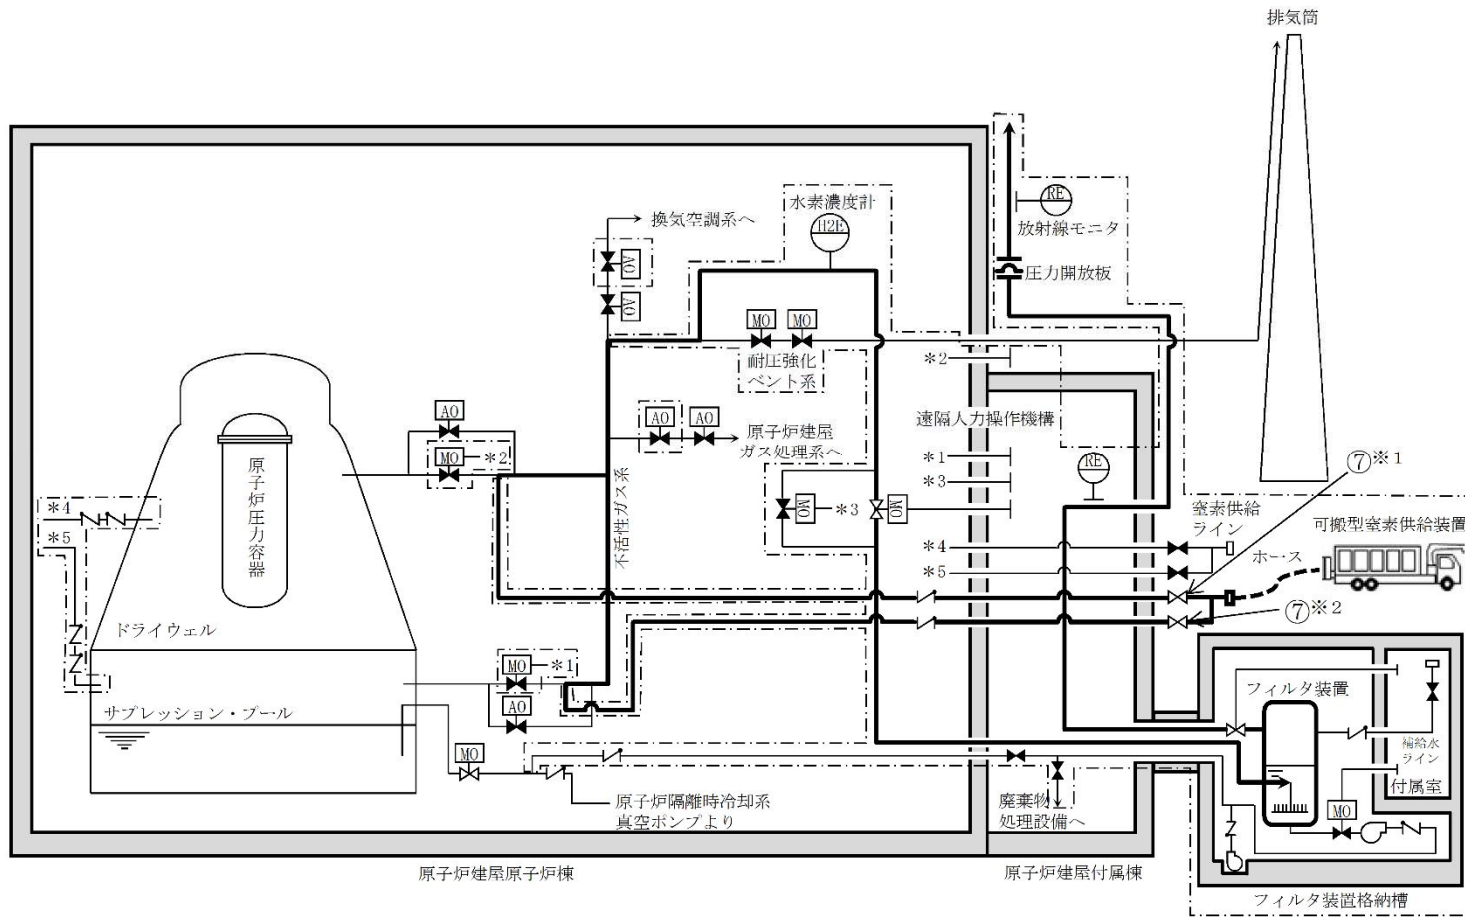 排気筒
RE
放射線モニタ
圧力開放板
水素濃度計
H2E
換気空調系へ
AO
AO
MO
MO
耐圧強化
ベント系
*2
遠隔人力操作機構
*1
*3
RE
AO
AO
原子炉建屋
ガス処理系へ
AO
MO
*2
MO
*3
MO
不活性ガス系
原子炉圧力容器
*4
*5
*4
*5
窒素供給
ライン
⑦※1
可搬型窒素供給装置
ホース
⑦※2
ドライウェル
サプレッション・プール
MO
*1
AO
MO
原子炉隔離時冷却系
真空ポンプより
廃棄物
処理設備へ
フィルタ装置
補給水
ライン
付属室
MO
原子炉建屋原子炉棟
原子炉建屋付属棟
フィルタ装置格納槽